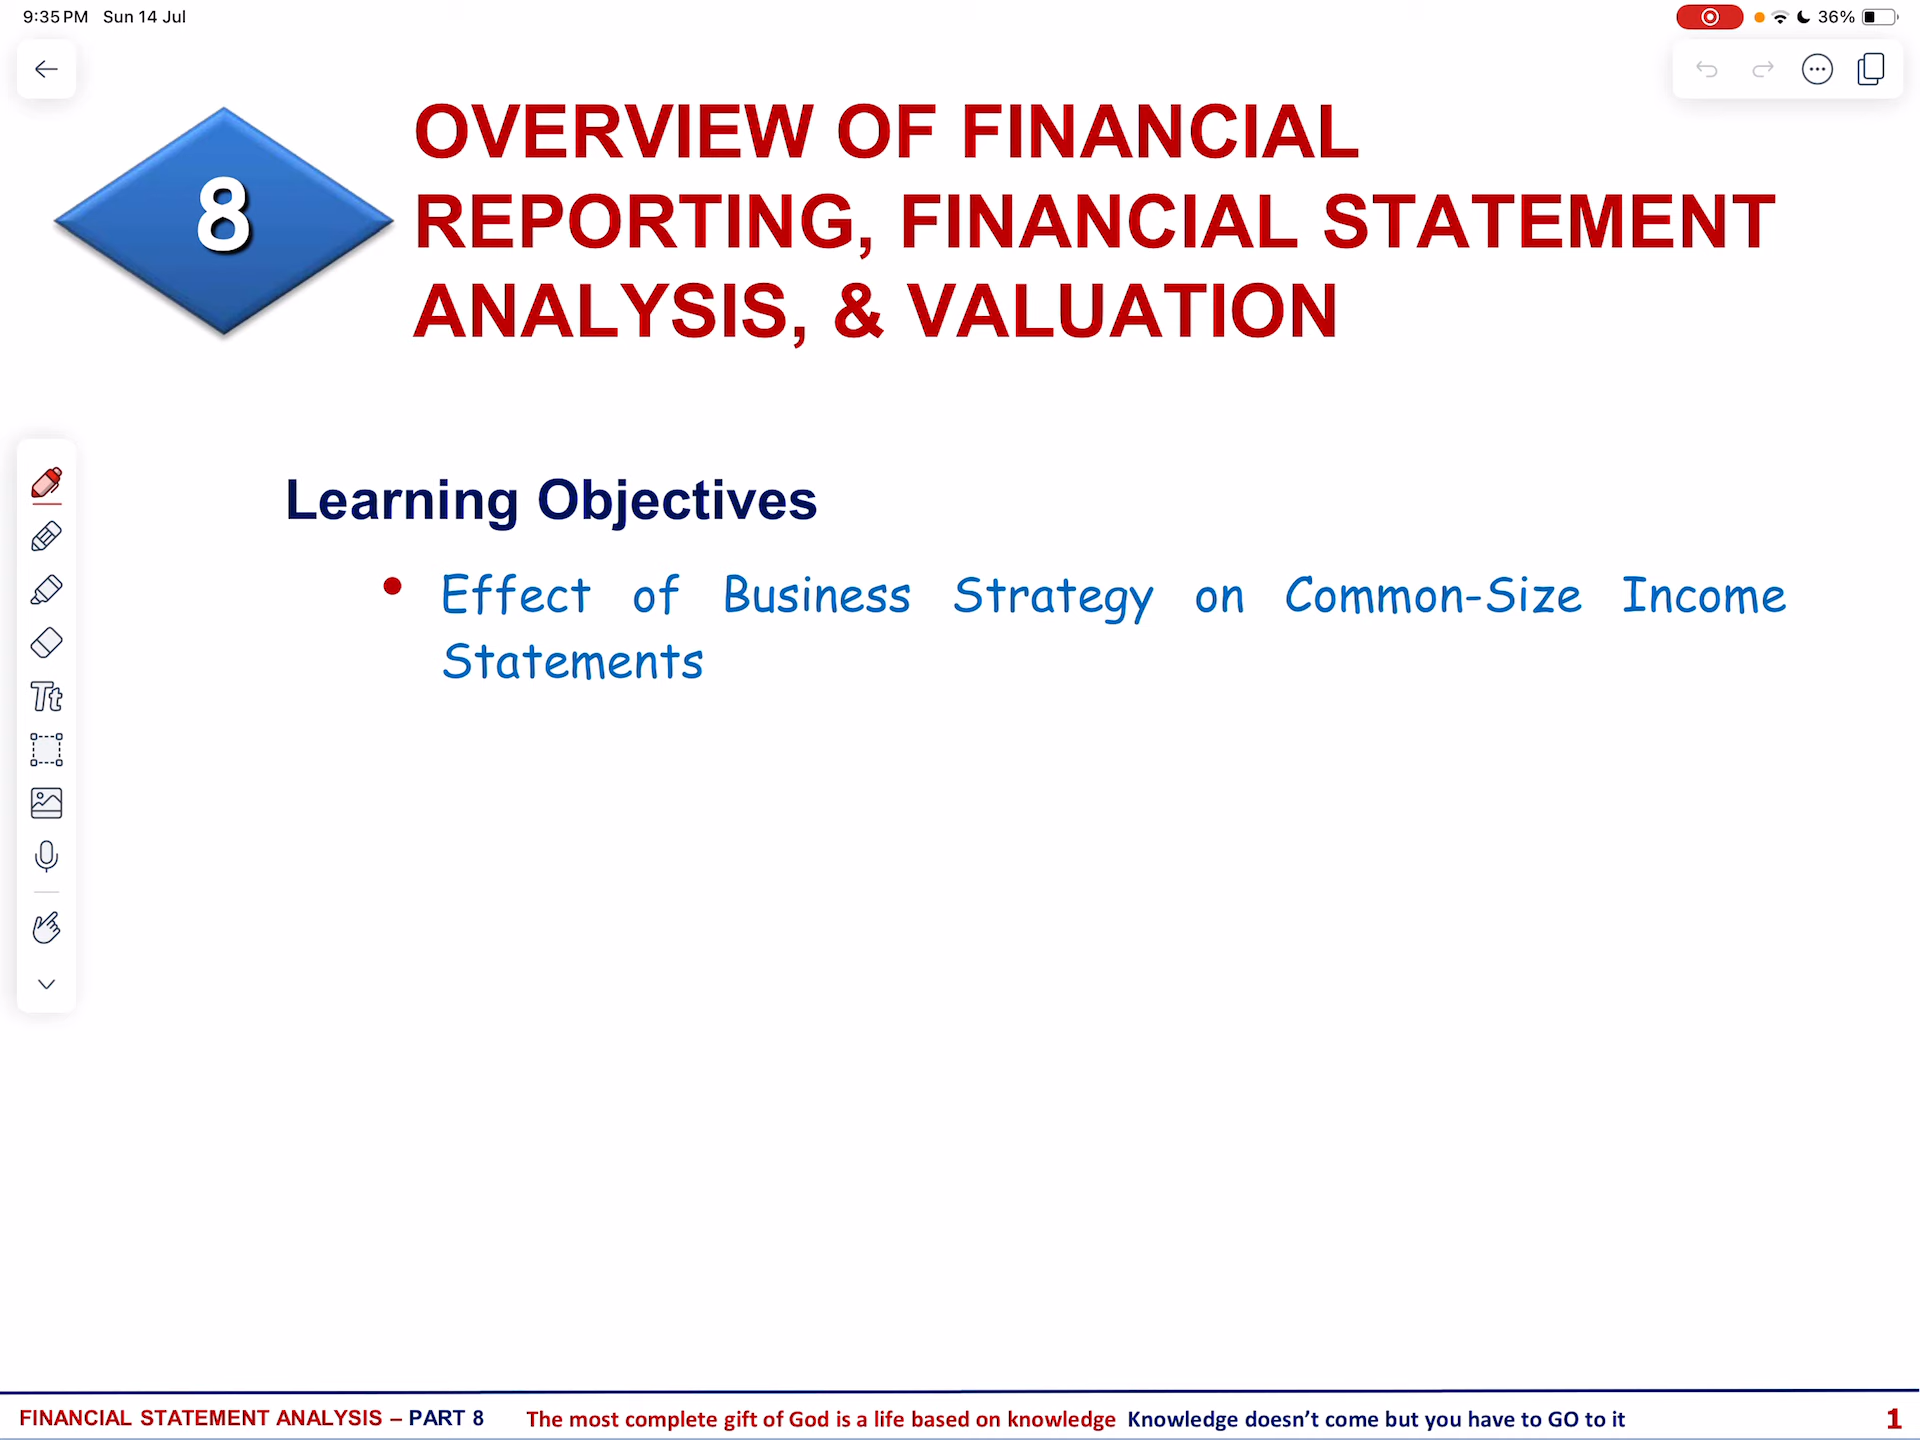 9:35 PM Sun 14 Jul
36%
8
OVERVIEW OF FINANCIAL
REPORTING, FINANCIAL STATEMENT
ANALYSIS, & VALUATION
Learning Objectives
• Effect of Business Strategy on Common-Size Income
Statements
Tt
FINANCIAL STATEMENT ANALYSIS – PART 8 The most complete gift of God is a life based on knowledge Knowledge doesn't come but you have to GO to it 1